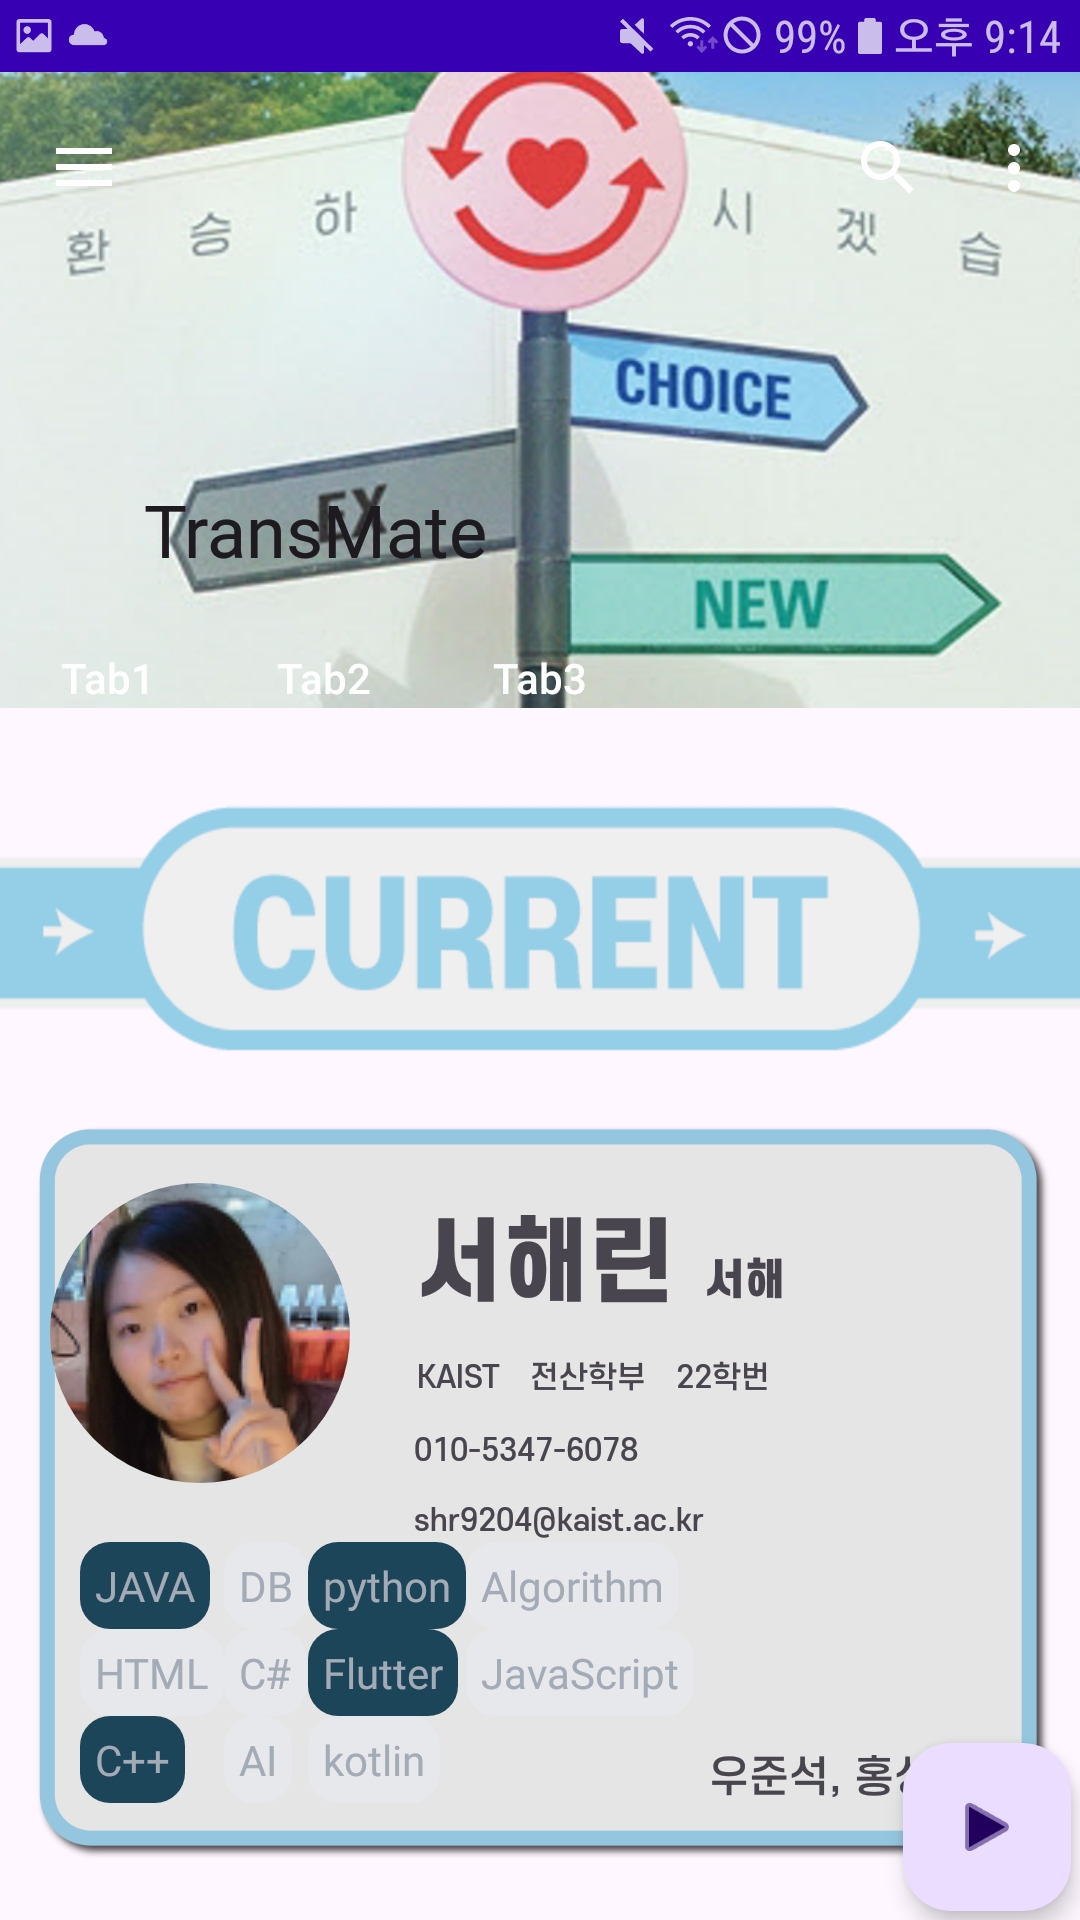 99% 오후 9:14
환 승 하 시 겠 습
CHOICE
EX
TransMate
NEW
Tab1 Tab2 Tab3
CURRENT
서해린 서해
KAIST 전산학부 22학번
010-5347-6078
shr9204@kaist.ac.kr
JAVA DB python Algorithm
HTML C# Flutter JavaScript
C++ AI kotlin
우준석,